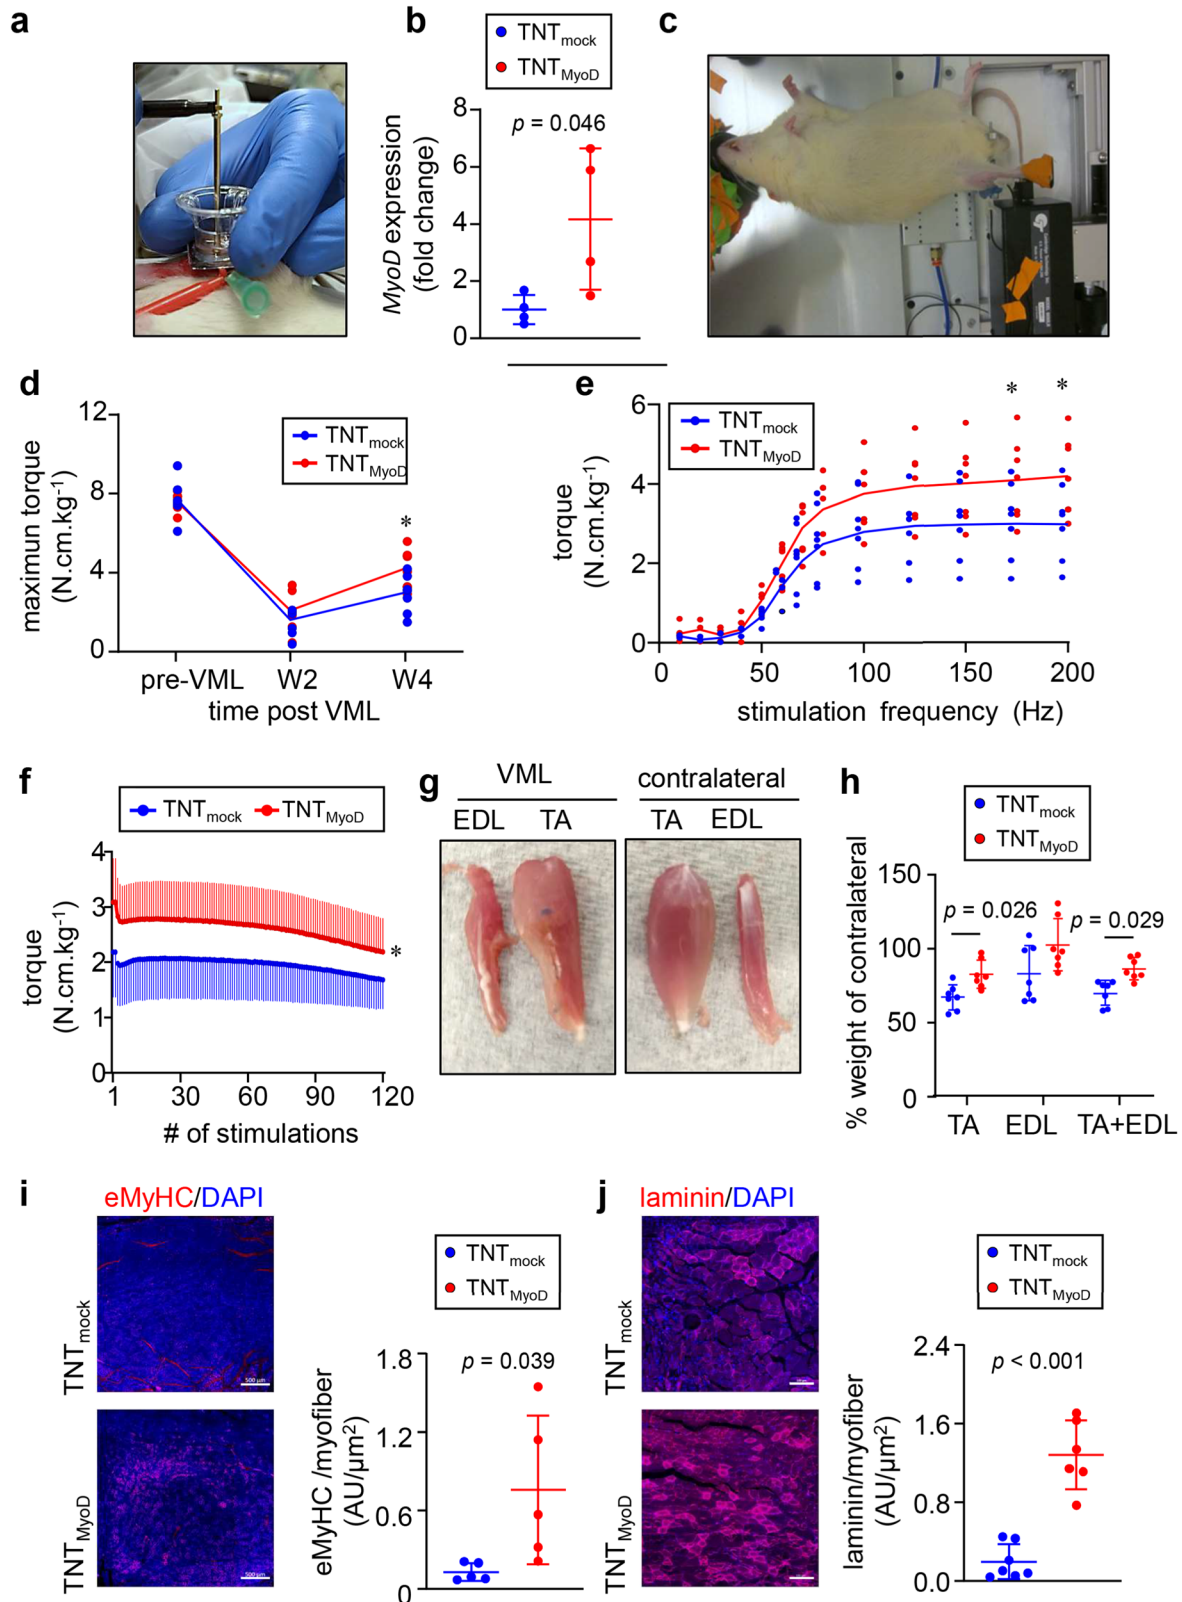 a
b
TNTmock
TNTMyoD
c
MyoD expression
(fold change)
p = 0.046
8
6
4
2
0
d
maximun torque
(N.cm.kg-1)
12
8
4
0
TNTmock
TNTMyoD
*
pre-VML
W2
W4
time post VML
e
torque
(N.cm.kg-1)
6
4
2
0
TNTmock
TNTMyoD
*
*
0
50
100
150
200
stimulation frequency (Hz)
f
TNTmock
TNTMyoD
torque
(N.cm.kg-1)
4
3
2
1
0
*
1
30
60
90
120
# of stimulations
g
VML
contralateral
EDL
TA
TA
EDL
h
TNTmock
TNTMyoD
% weight of contralateral
150
100
50
0
p = 0.026
p = 0.029
TA
EDL
TA+EDL
i
eMyHC/DAPI
TNTmock
500 µm
TNTMyoD
500 µm
TNTmock
TNTMyoD
eMyHC /myofiber
(AU/µm2)
1.8
1.2
0.6
0
p = 0.039
j
laminin/DAPI
TNTmock
TNTMyoD
TNTmock
TNTMyoD
laminin/myofiber
(AU/µm2)
2.4
1.6
0.8
0.0
p < 0.001